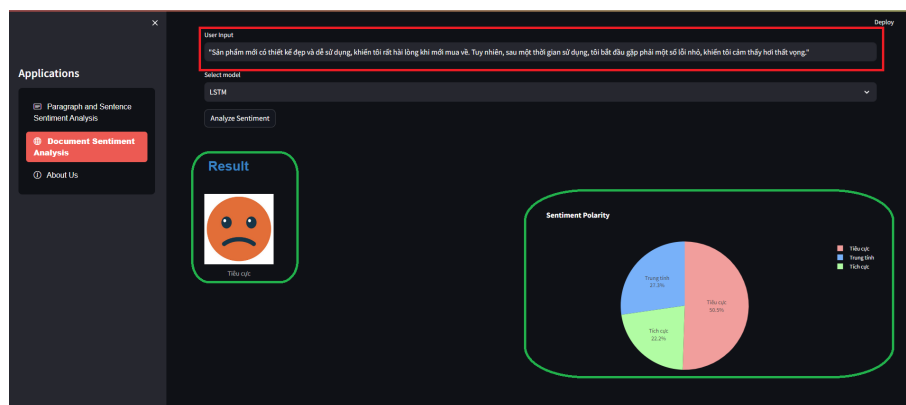 ×
Deploy
Applications
Paragraph and Sentence
Sentiment Analysis
Document Sentiment
Analysis
About Us
User Input
"Sản phẩm mới có thiết kế đẹp và dễ sử dụng, khiến tôi rất hài lòng khi mới mua về. Tuy nhiên, sau một thời gian sử dụng, tôi bắt đầu gặp phải một số lỗi nhỏ, khiến tôi cảm thấy hơi thất vọng."
Select model
LSTM
Analyze Sentiment
Result
Tiêu cực
Sentiment Polarity
Tiêu cực
Trung tính
Tích cực
Trung tính
27.3%
Tiêu cực
50.5%
Tích cực
22.2%